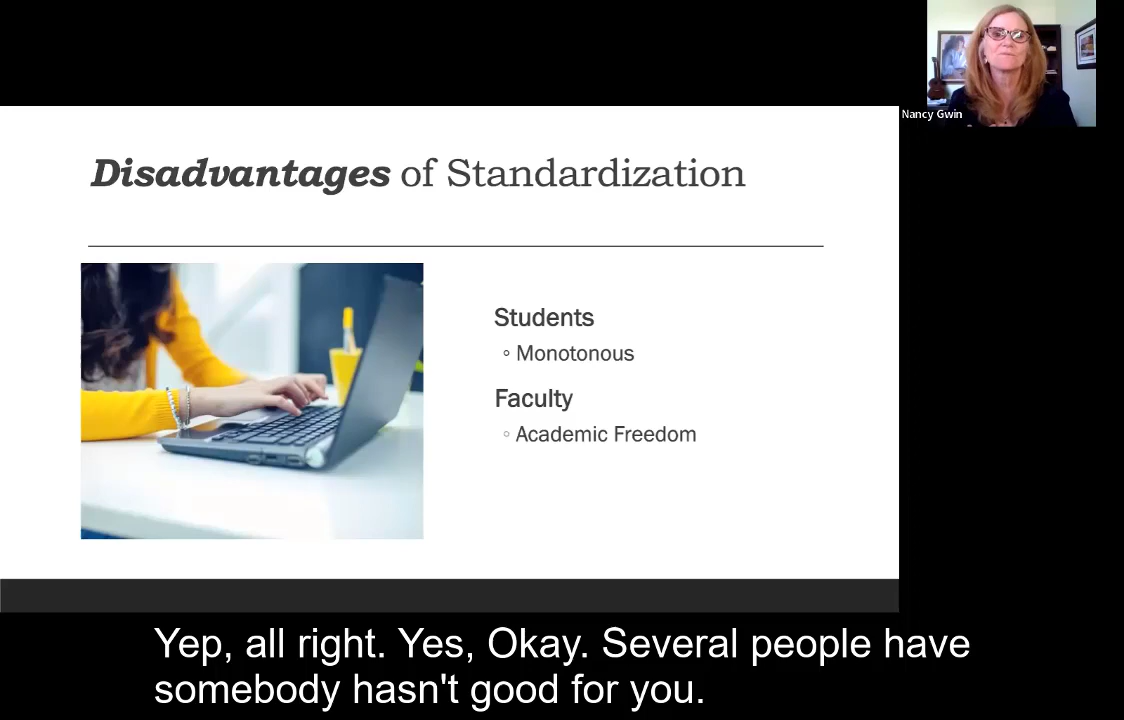 Nancy Gwin
Disadvantages of Standardization
Students
◦ Monotonous
Faculty
◦ Academic Freedom
Yep, all right. Yes, Okay. Several people have
somebody hasn't good for you.